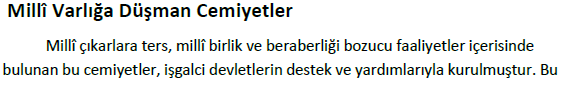 Millî Varlığa Düşman Cemiyetler
Millî çıkarlara ters, millî birlik ve beraberliği bozucu faaliyetler içerisinde
bulunan bu cemiyetler, işgalci devletlerin destek ve yardımlarıyla kurulmuştur. Bu